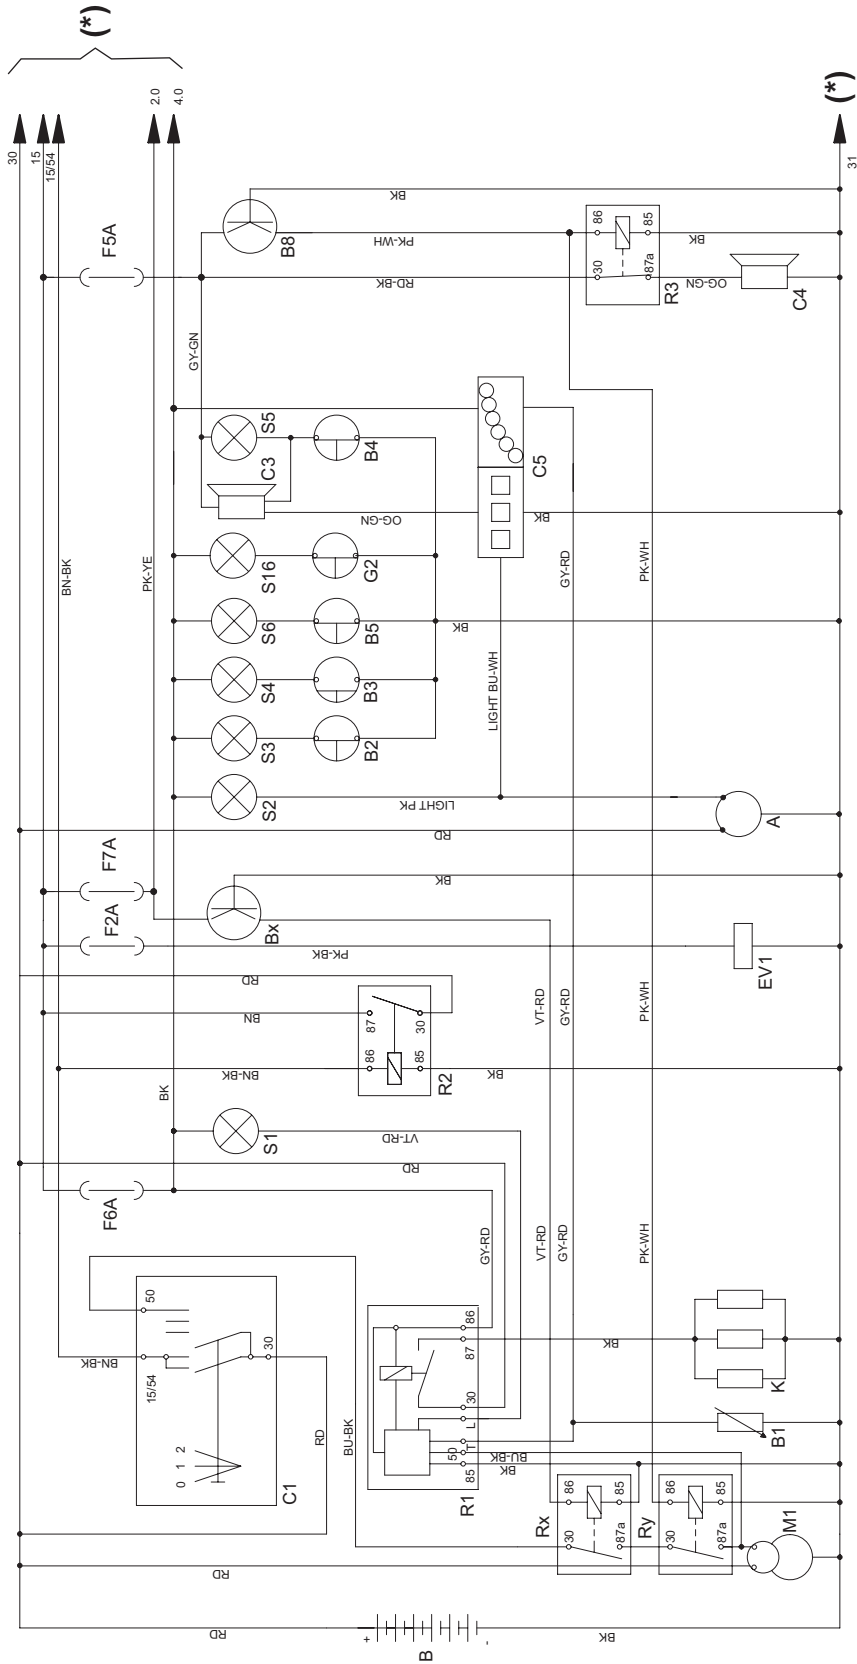 (*)
30
15
15/54
2.0
4.0
(*)
31
F5A
B8
BK
PK-WH
RD-BK
86
85
30
87a
BK
R3
OG-GN
C4
GY-GN
S5
C3
B4
C5
BN-BK
PK-YE
OG-GN
BK
GY-RD
PK-WH
S16
G2
S6
B5
BK
S4
B3
LIGHT BU-WH
S3
B2
S2
LIGHT PK
A
RD
F7A
BK
F2A
Bx
PK-BK
EV1
RD
VT-RD
GY-RD
PK-WH
BN
87
30
86
85
BN-BK
BK
R2
BK
S1
VT-RD
RD
F6A
GY-RD
VT-RD
GY-RD
PK-WH
50
BN-BK
15/54
30
86
87
BK
30
L
T
50
85
BU-BK
BK
R1
K
B1
0 1 2
C1
RD
BU-BK
86
85
30
87a
Rx
86
85
30
87a
Ry
M1
RD
RD
+
-
B
BK